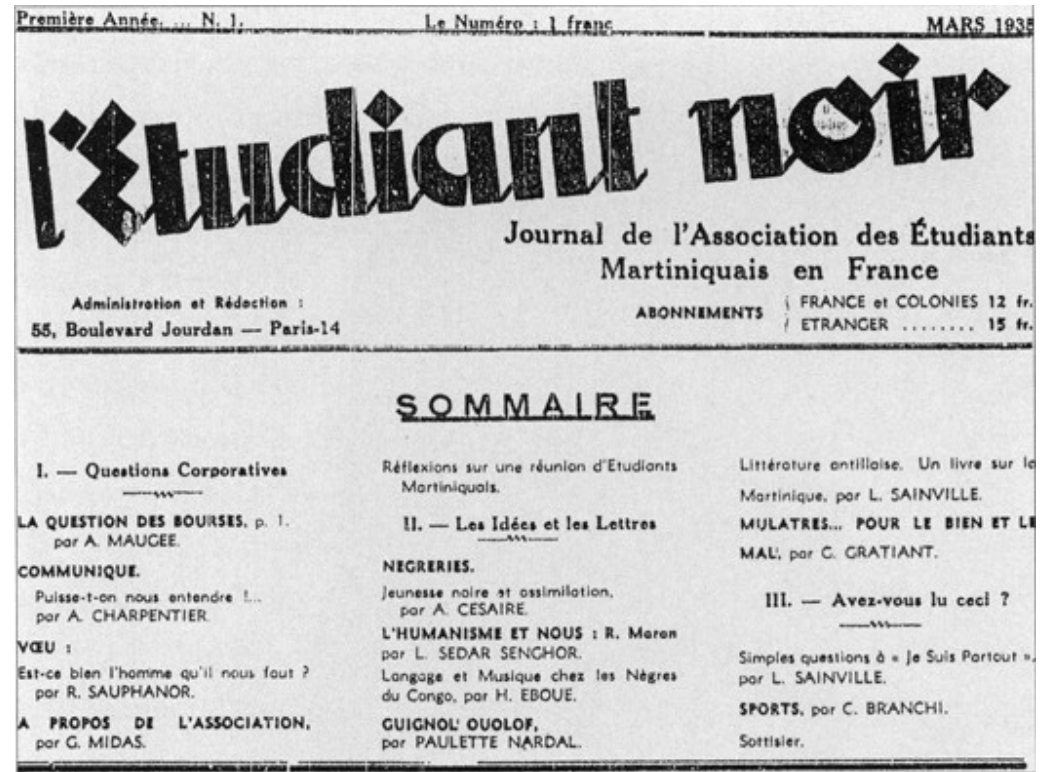 Première Année. ... N. 1.
Le Numéro : 1 franc
MARS 1935
l'Etudiant noir
Journal de l'Association des Étudiants
Martiniquais en France
Administration et Rédaction :
55, Boulevard Jourdan — Paris-14
ABONNEMENTS
FRANCE et COLONIES 12 fr.
ETRANGER ........ 15 fr.
SOMMAIRE
I. — Questions Corporatives
LA QUESTION DES BOURSES, p. 1.
par A. MAUGEE.
COMMUNIQUE.
Puisse-t-on nous entendre !...
par A. CHARPENTIER.
VŒU :
Est-ce bien l'homme qu'il nous faut ?
par R. SAUPHANOR.
A PROPOS DE L'ASSOCIATION,
par G. MIDAS.
Réflexions sur une réunion d'Etudiants
Martiniquais.
II. — Les Idées et les Lettres
NEGRERIES.
Jeunesse noire et assimilation,
par A. CESAIRE.
L'HUMANISME ET NOUS : R. Maran
par L. SEDAR SENGHOR.
Langage et Musique chez les Nègres
du Congo, par H. EBOUE.
GUIGNOL' OUOLOF,
par PAULETTE NARDAL.
Littérature antillaise. Un livre sur la
Martinique, par L. SAINVILLE.
MULATRES... POUR LE BIEN ET LE
MAL', par G. GRATIANT.
III. — Avez-vous lu ceci ?
Simples questions à « Je Suis Partout ».
par L. SAINVILLE.
SPORTS, par C. BRANCHI.
Sottisier.